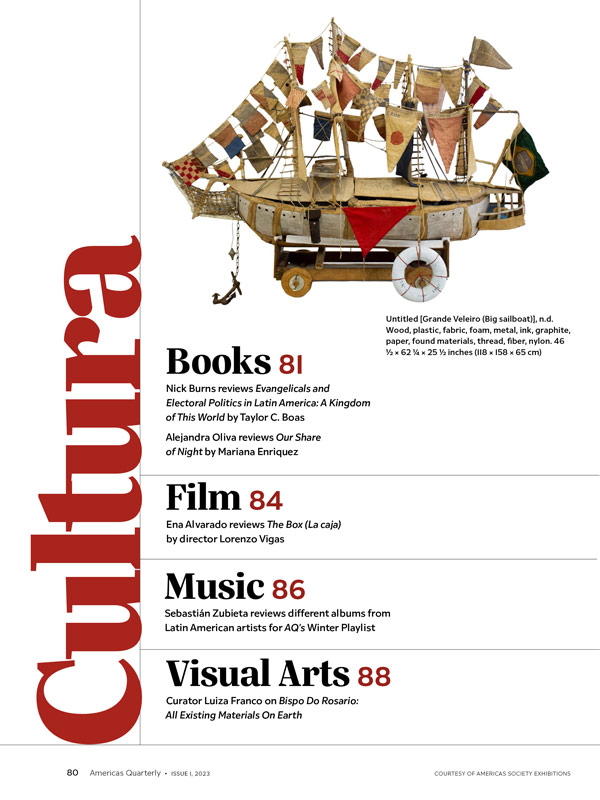 Untitled [Grande Veleiro (Big sailboat)], n.d.
Wood, plastic, fabric, foam, metal, ink, graphite,
paper, found materials, thread, fiber, nylon. 46
½ × 62 ¼ × 25 ½ inches (118 × 158 × 65 cm)
Cultura
Books 81
Nick Burns reviews Evangelicals and
Electoral Politics in Latin America: A Kingdom
of This World by Taylor C. Boas
Alejandra Oliva reviews Our Share
of Night by Mariana Enriquez
Film 84
Ena Alvarado reviews The Box (La caja)
by director Lorenzo Vigas
Music 86
Sebastián Zubieta reviews different albums from
Latin American artists for AQ's Winter Playlist
Visual Arts 88
Curator Luiza Franco on Bispo Do Rosario:
All Existing Materials On Earth
80 Americas Quarterly • ISSUE 1, 2023
COURTESY OF AMERICAS SOCIETY EXHIBITIONS